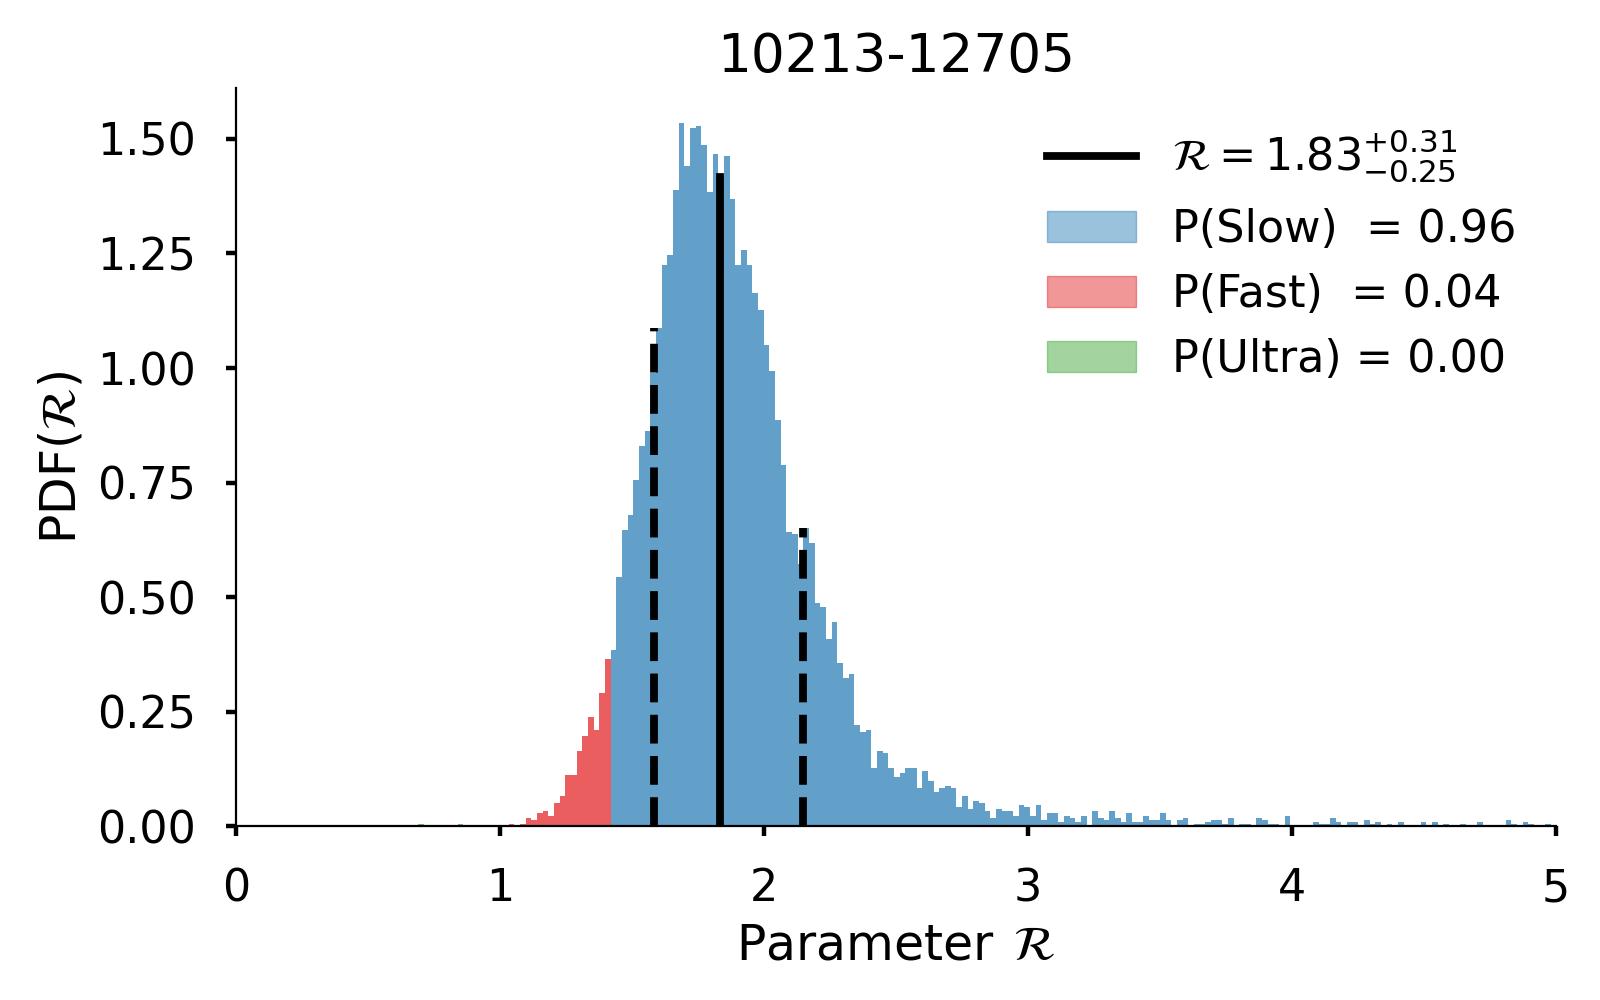 10213-12705
PDF(ℛ)
1.50
1.25
1.00
0.75
0.50
0.25
0.00
ℛ = 1.83 +0.31 −0.25
P(Slow) = 0.96
P(Fast) = 0.04
P(Ultra) = 0.00
0 1 2 3 4 5
Parameter ℛ